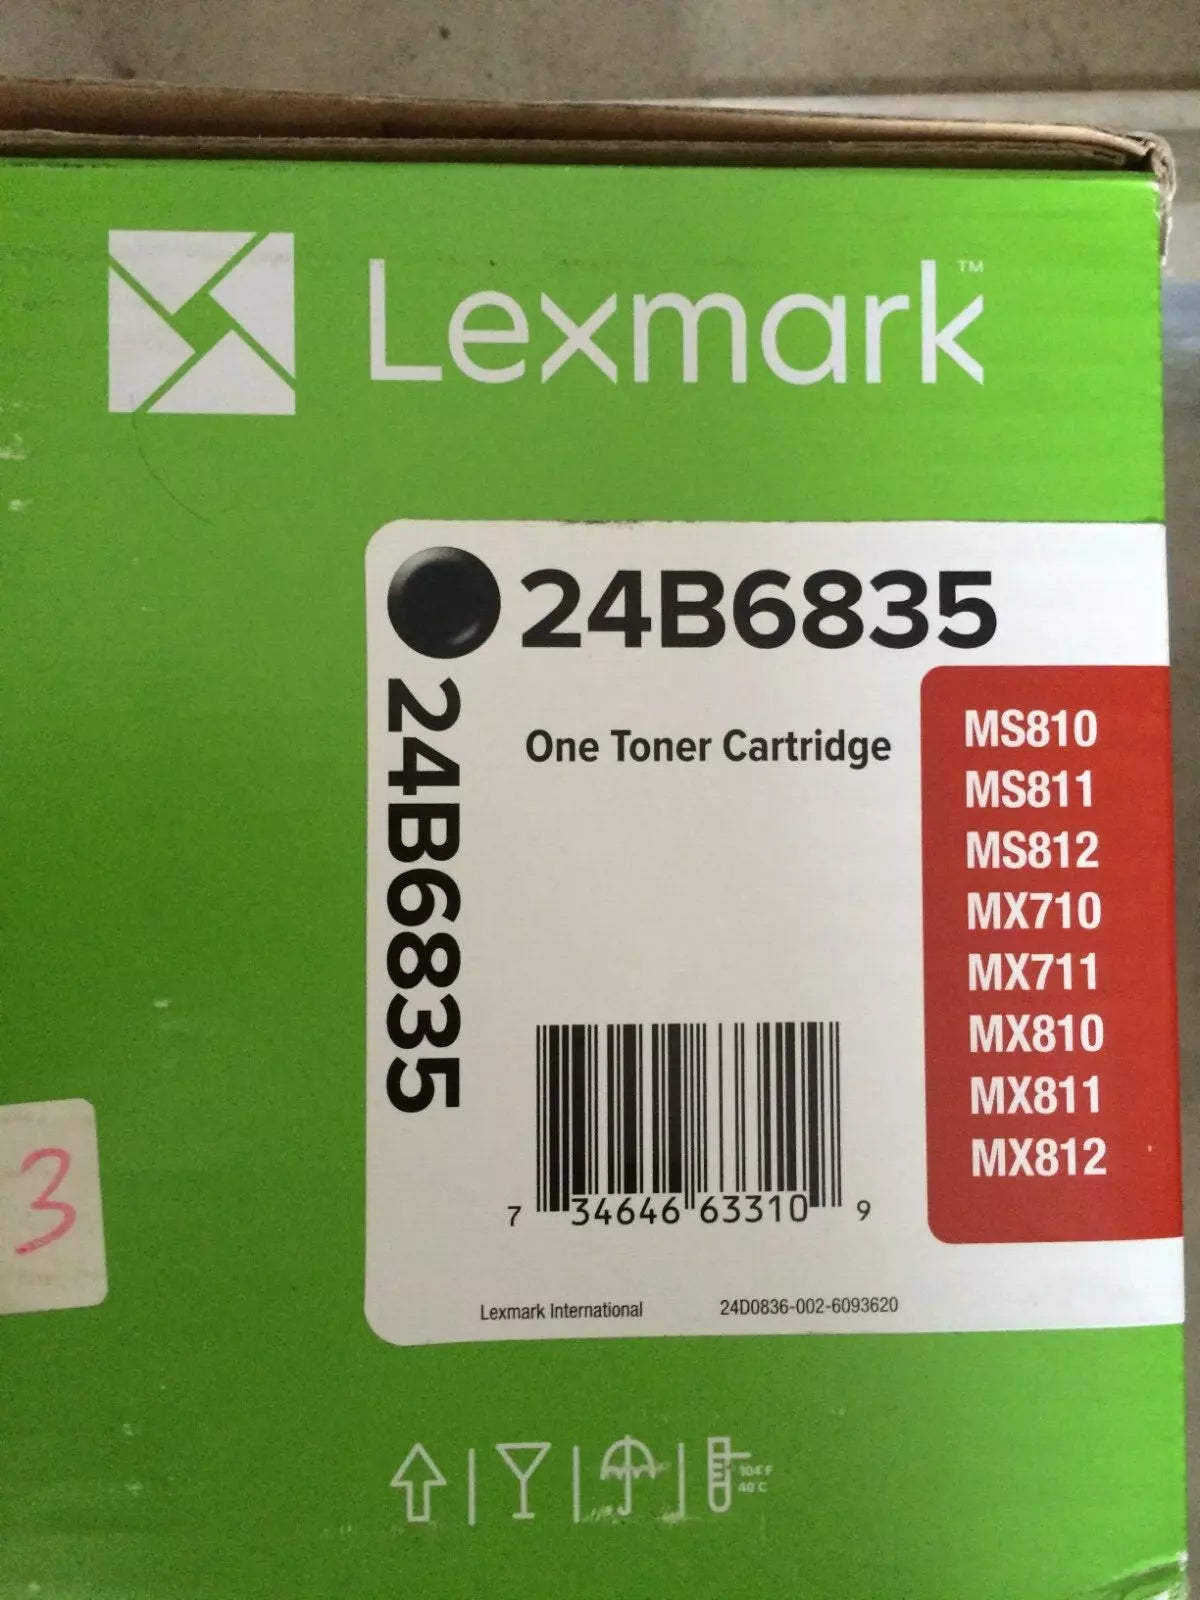 Lexmark™
24B6835
24B6835
One Toner Cartridge
MS810
MS811
MS812
MX710
MX711
MX810
MX811
MX812
7 34646 63310 9
Lexmark International 24D0836-002-6093620
3
104°F
40°C